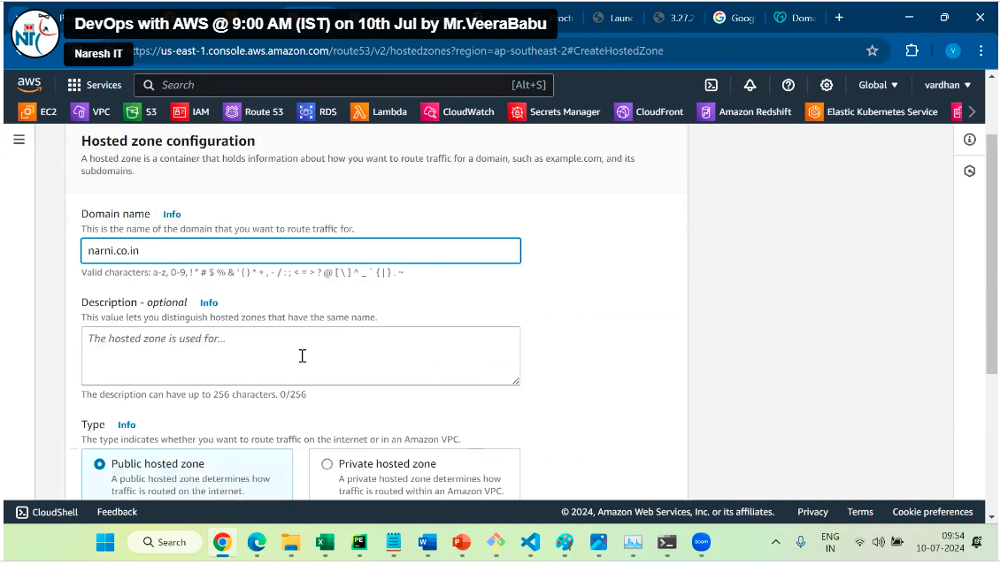 DevOps with AWS @ 9:00 AM (IST) on 10th Jul by Mr.VeeraBabu
Launc
3.27.2
Goog
Doma
NiT
Naresh IT
https://us-east-1.console.aws.amazon.com/route53/v2/hostedzones?region=ap-southeast-2#CreateHostedZone
V
aws
Services
Search
[Alt+S]
Global
vardhan
EC2
VPC
S3
IAM
Route 53
RDS
Lambda
CloudWatch
Secrets Manager
CloudFront
Amazon Redshift
Elastic Kubernetes Service
Hosted zone configuration
A hosted zone is a container that holds information about how you want to route traffic for a domain, such as example.com, and its
subdomains.
Domain name Info
This is the name of the domain that you want to route traffic for.
narni.co.in
Valid characters: a-z, 0-9, ! " # $ % & ' ( ) * + , - / : ; < = > ? @ [ \ ] ^ _ ` { | } . ~
Description - optional Info
This value lets you distinguish hosted zones that have the same name.
The hosted zone is used for...
The description can have up to 256 characters. 0/256
Type Info
The type indicates whether you want to route traffic on the internet or in an Amazon VPC.
Public hosted zone
A public hosted zone determines how
traffic is routed on the internet.
Private hosted zone
A private hosted zone determines how
traffic is routed within an Amazon VPC.
CloudShell
Feedback
© 2024, Amazon Web Services, Inc. or its affiliates.
Privacy
Terms
Cookie preferences
Search
zoom
ENG
IN
09:54
10-07-2024